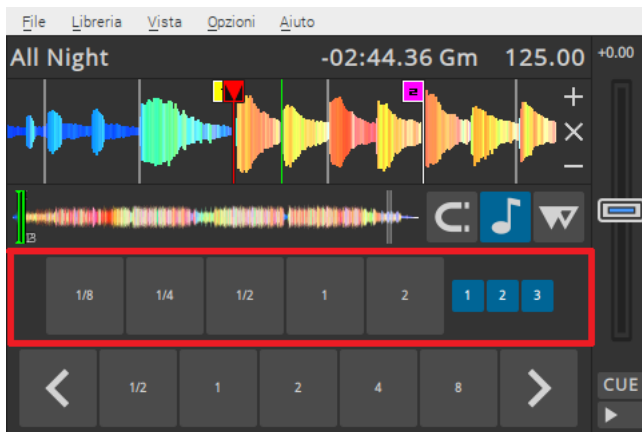 File Libreria Vista Opzioni Aiuto
All Night -02:44.36 Gm 125.00 +0.00
2
1/8 1/4 1/2 1 2 1 2 3
1/2 1 2 4 8 CUE